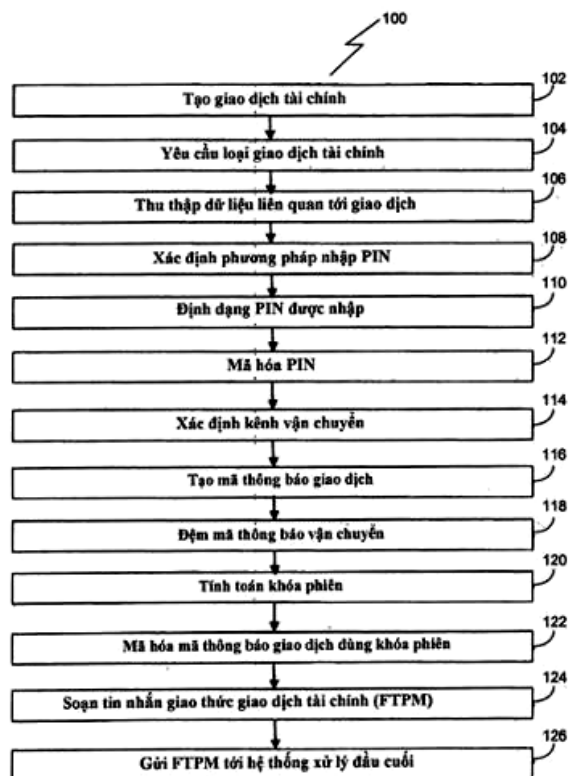 100
102
Tạo giao dịch tài chính
104
Yêu cầu loại giao dịch tài chính
106
Thu thập dữ liệu liên quan tới giao dịch
108
Xác định phương pháp nhập PIN
110
Định dạng PIN được nhập
112
Mã hóa PIN
114
Xác định kênh vận chuyển
116
Tạo mã thông báo giao dịch
118
Đệm mã thông báo vận chuyển
120
Tính toán khóa phiên
122
Mã hóa mã thông báo giao dịch dùng khóa phiên
124
Soạn tin nhắn giao thức giao dịch tài chính (FTPM)
126
Gửi FTPM tới hệ thống xử lý đầu cuối